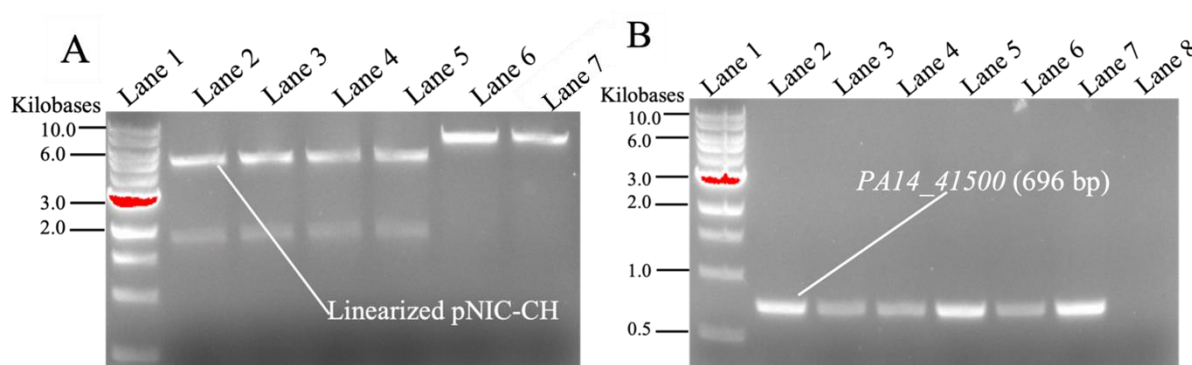 A
Lane 1
Lane 2
Lane 3
Lane 4
Lane 5
Lane 6
Lane 7
Kilobases
10.0
6.0
3.0
2.0
Linearized pNIC-CH
B
Lane 1
Lane 2
Lane 3
Lane 4
Lane 5
Lane 6
Lane 7
Lane 8
Kilobases
10.0
6.0
3.0
2.0
1.0
0.5
PA14_41500 (696 bp)